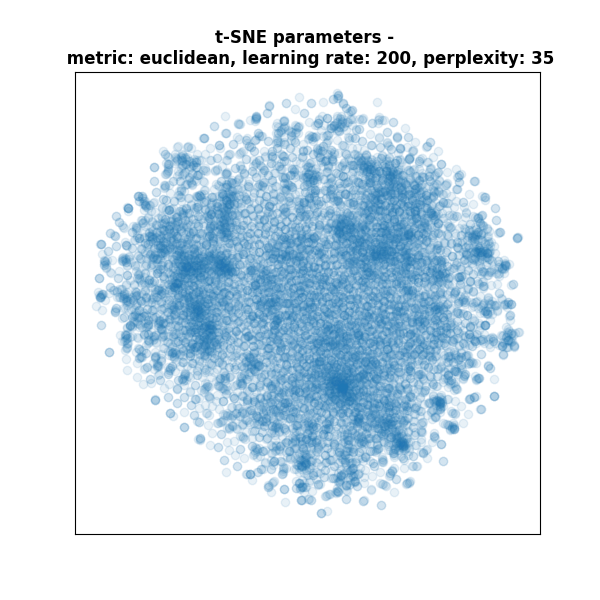 t-SNE parameters -
metric: euclidean, learning rate: 200, perplexity: 35